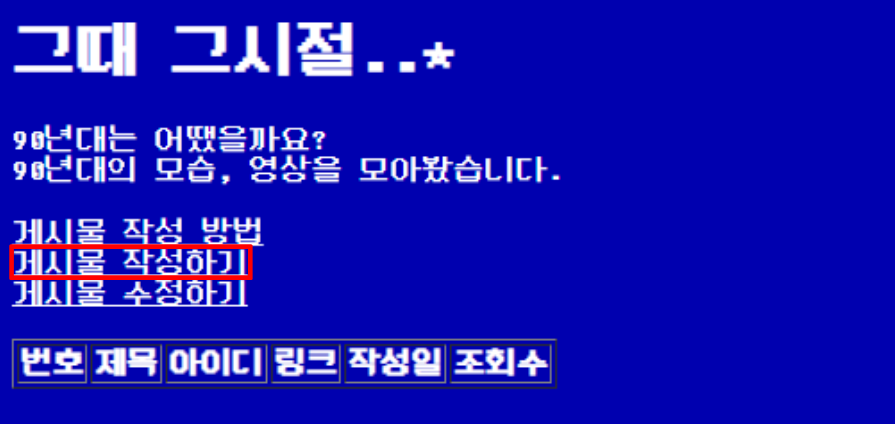 그때 그시절..*
90년대는 어땠을까요?
90년대의 모습, 영상을 모아봤습니다.
게시물 작성 방법
게시물 작성하기
게시물 수정하기
번호 제목 아이디 링크 작성일 조회수